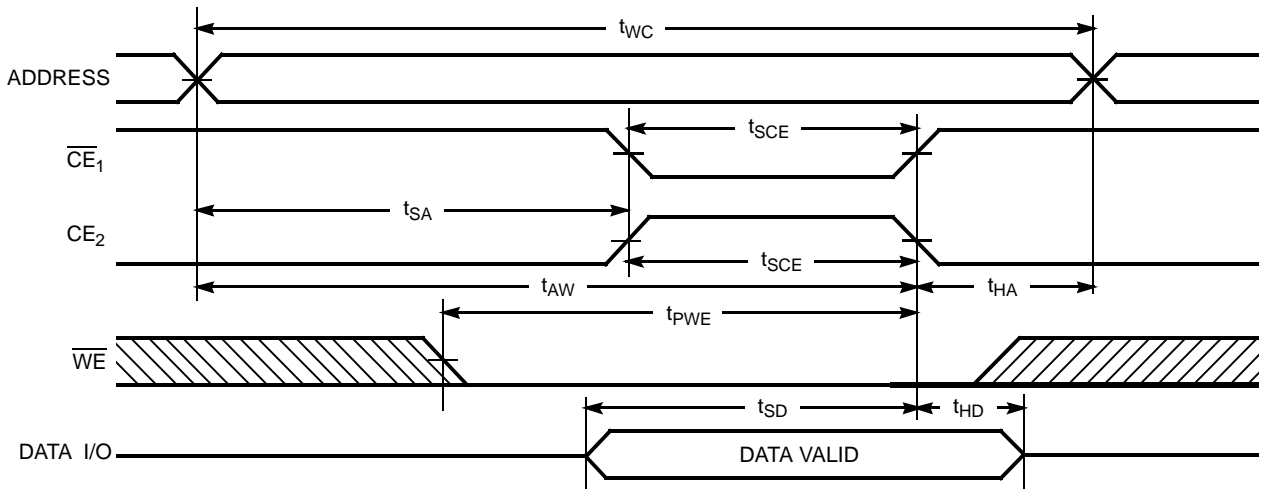 tWC
ADDRESS
tSCE
CE1
tSA
CE2
tSCE
tAW
tHA
tPWE
WE
tSD
tHD
DATA I/O
DATA VALID